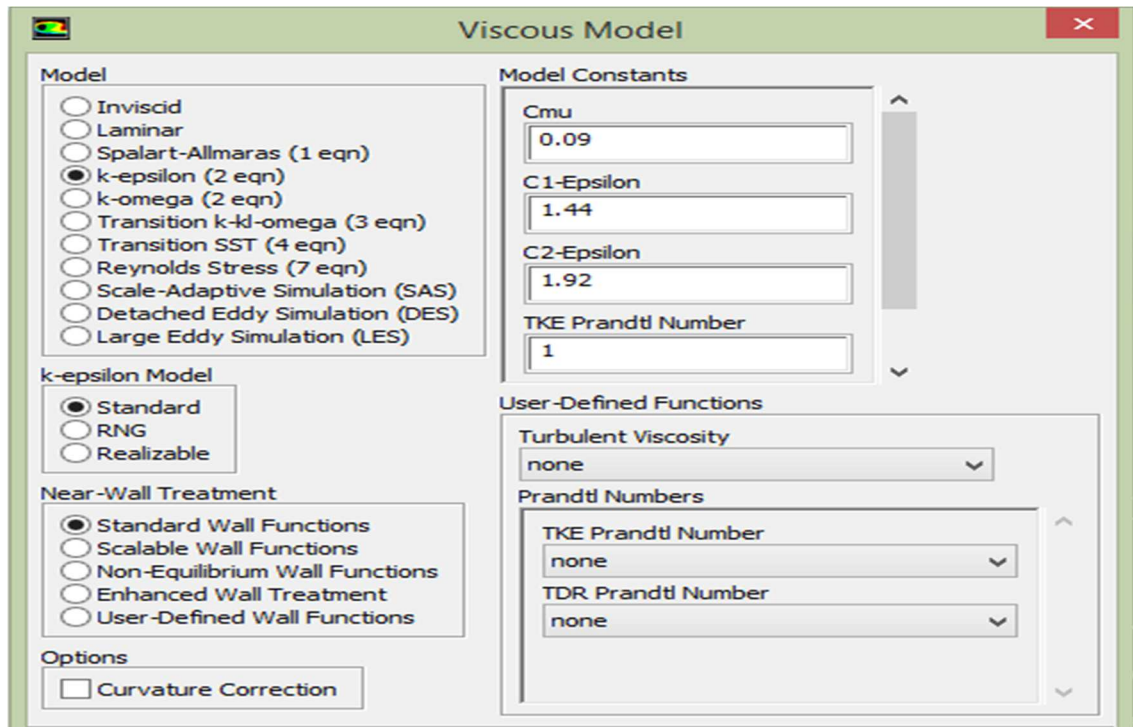 Viscous Model
Model
Inviscid
Laminar
Spalart-Allmaras (1 eqn)
k-epsilon (2 eqn)
k-omega (2 eqn)
Transition k-kl-omega (3 eqn)
Transition SST (4 eqn)
Reynolds Stress (7 eqn)
Scale-Adaptive Simulation (SAS)
Detached Eddy Simulation (DES)
Large Eddy Simulation (LES)
k-epsilon Model
Standard
RNG
Realizable
Near-Wall Treatment
Standard Wall Functions
Scalable Wall Functions
Non-Equilibrium Wall Functions
Enhanced Wall Treatment
User-Defined Wall Functions
Options
Curvature Correction
Model Constants
Cmu
0.09
C1-Epsilon
1.44
C2-Epsilon
1.92
TKE Prandtl Number
1
User-Defined Functions
Turbulent Viscosity
none
Prandtl Numbers
TKE Prandtl Number
none
TDR Prandtl Number
none